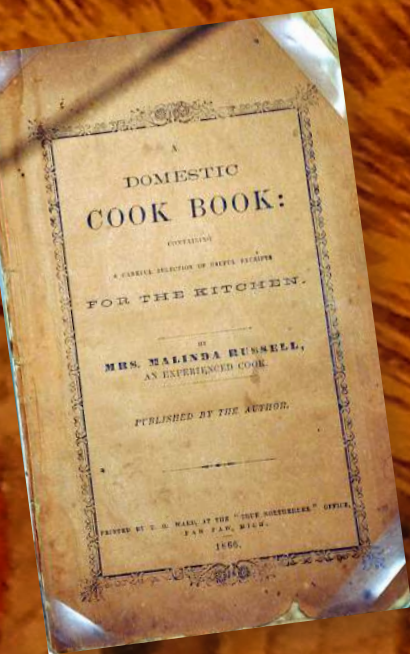 A
DOMESTIC
COOK BOOK:
CONTAINING
A CAREFUL SELECTION OF USEFUL RECEIPTS
FOR THE KITCHEN.
BY
MRS. MALINDA RUSSELL,
AN EXPERIENCED COOK.
PUBLISHED BY THE AUTHOR.
PRINTED BY T. O. WARD, AT THE "TRUE NORTHERNER" OFFICE,
PAW PAW, MICH.
1866.